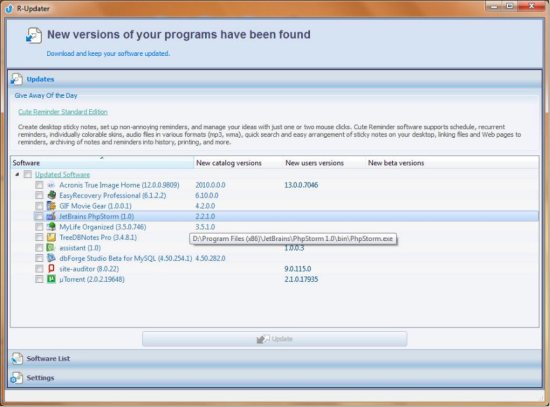 R-Updater
New versions of your programs have been found
Download and keep your software updated.
Updates
Give Away Of the Day
Cute Reminder Standard Edition
Create desktop sticky notes, set up non-annoying reminders, and manage your ideas with just one or two mouse clicks. Cute Reminder software supports schedule, recurrent
reminders, individually colorable skins, audio files in various formats (mp3, wma), quick search and easy arrangement of sticky notes on your desktop, linking files and Web pages to
reminders, archiving of notes and reminders into history, printing, and more.
Software New catalog versions New users versions New beta versions
Updated Software
Acronis True Image Home (12.0.0.9809) 2010.0.0.0 13.0.0.7046
EasyRecovery Professional (6.1.2.2) 6.10.0.0
GIF Movie Gear (1.0.0.1) 4.2.0.0
JetBrains PhpStorm (1.0) 2.2.1.0
MyLife Organized (3.5.0.746) 3.5.1.0
TreeDBNotes Pro (3.4.8.1)
D:\Program Files (x86)\JetBrains\PhpStorm 1.0\bin\PhpStorm.exe
assistant (1.0) 1.0.0.3
dbForge Studio Beta for MySQL (4.50.254.1) 4.50.282.0
site-auditor (8.0.22) 9.0.115.0
µTorrent (2.0.2.19648) 2.1.0.17935
Update
Software List
Settings